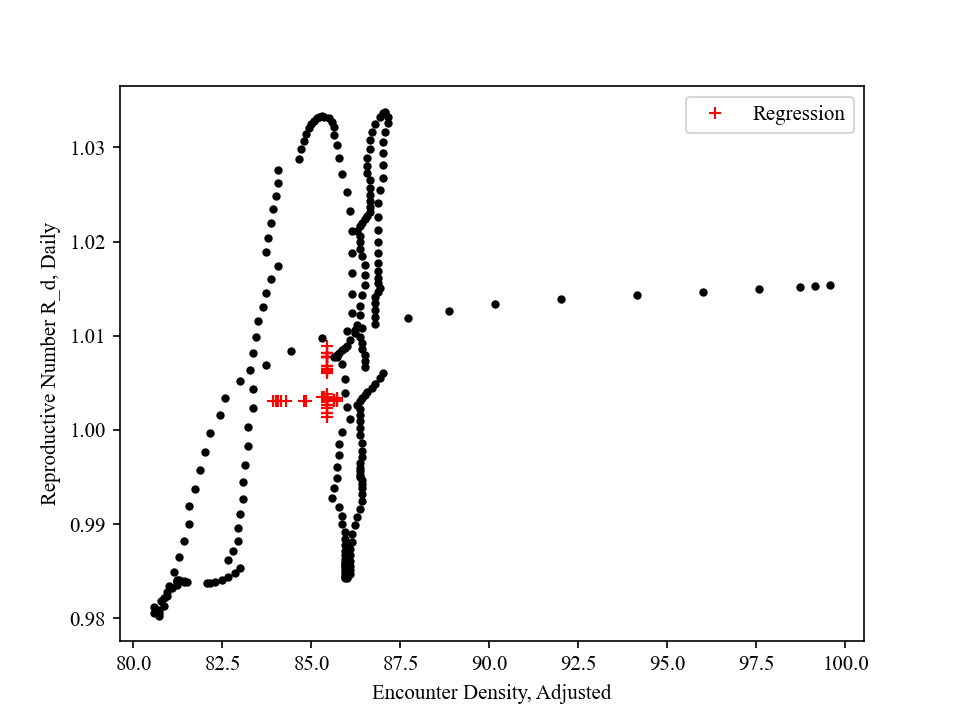 Regression
1.03
1.02
1.01
1.00
0.99
0.98
Reproductive Number R_d, Daily
80.0 82.5 85.0 87.5 90.0 92.5 95.0 97.5 100.0
Encounter Density, Adjusted